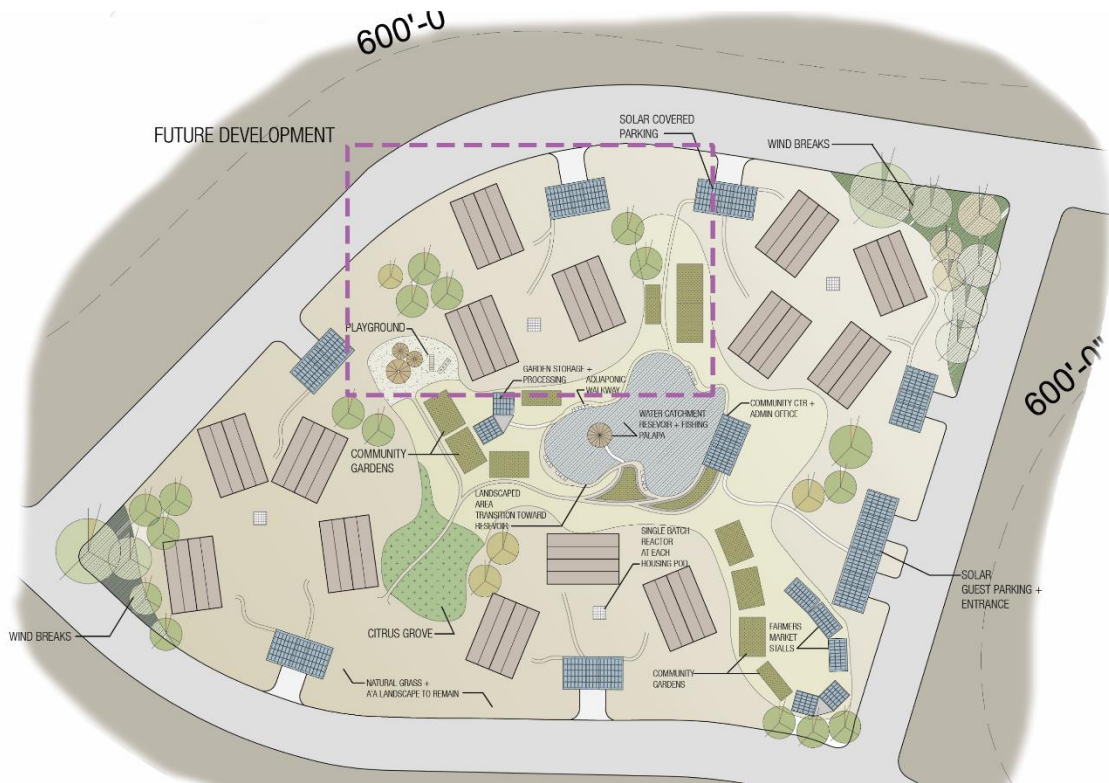 600'-0
FUTURE DEVELOPMENT
SOLAR COVERED
PARKING
WIND BREAKS
PLAYGROUND
GARDEN STORAGE +
PROCESSING
AQUAPONIC
WALKWAY
WATER CATCHMENT
RESEVOIR + FISHING
PALAPA
COMMUNITY CTR +
ADMIN OFFICE
600'-0"
COMMUNITY
GARDENS
LANDSCAPED
AREA
TRANSITION TOWARD
RESEVOIR
SINGLE BATCH
REACTOR
AT EACH
HOUSING POD
SOLAR
GUEST PARKING +
ENTRANCE
WIND BREAKS
CITRUS GROVE
FARMERS
MARKET
STALLS
COMMUNITY
GARDENS
NATURAL GRASS +
A'A LANDSCAPE TO REMAIN